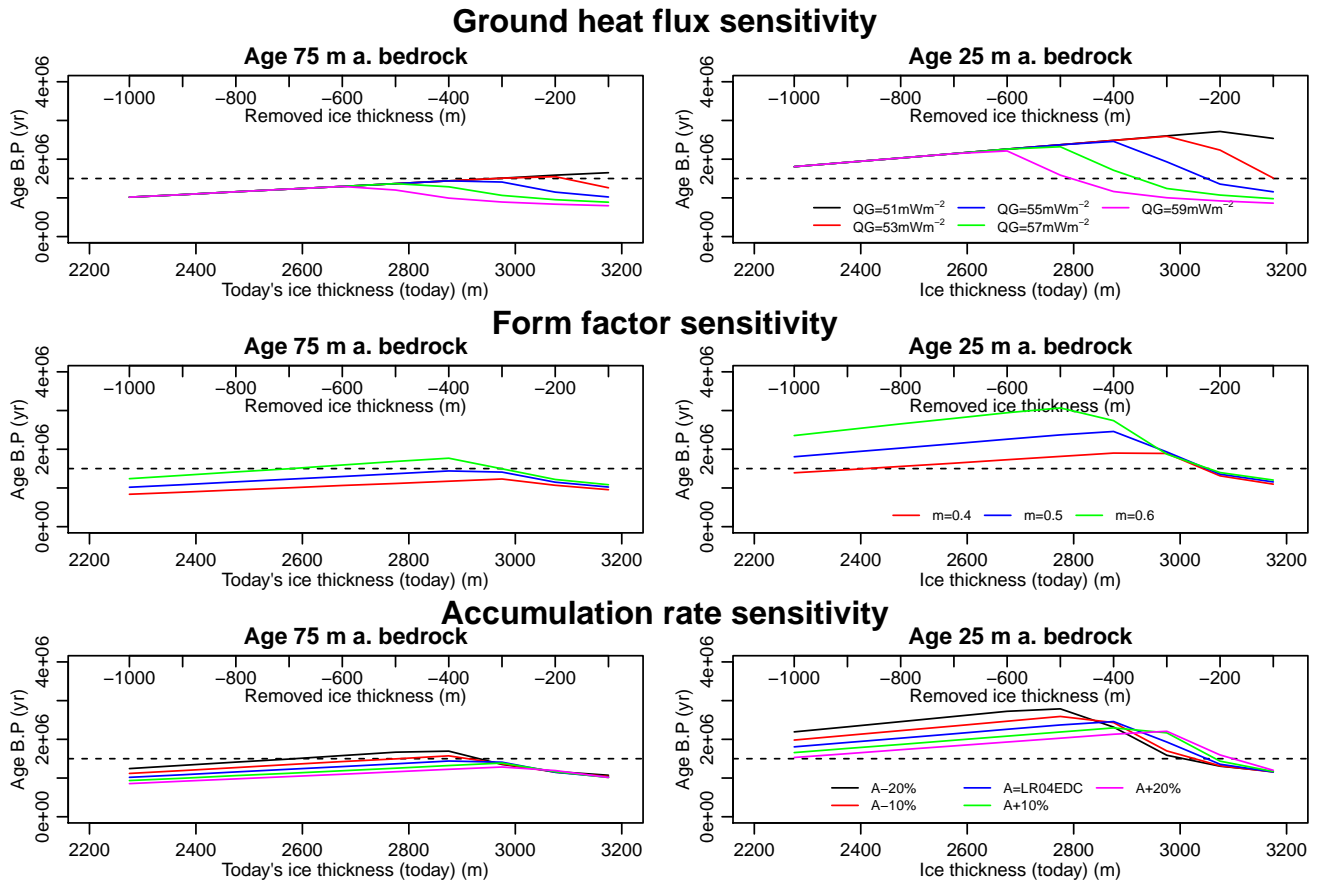 Ground heat flux sensitivity
Age 75 m a. bedrock
Age B.P (yr)
0e+00 2e+06 4e+06
−1000 −800 −600 −400 −200
Removed ice thickness (m)
2200 2400 2600 2800 3000 3200
Today's ice thickness (today) (m)
Age 25 m a. bedrock
Age B.P (yr)
0e+00 2e+06 4e+06
−1000 −800 −600 −400 −200
Removed ice thickness (m)
QG=51mWm−2 QG=55mWm−2 QG=59mWm−2
QG=53mWm−2 QG=57mWm−2
2200 2400 2600 2800 3000 3200
Ice thickness (today) (m)
Form factor sensitivity
Age 75 m a. bedrock
Age B.P (yr)
0e+00 2e+06 4e+06
−1000 −800 −600 −400 −200
Removed ice thickness (m)
2200 2400 2600 2800 3000 3200
Today's ice thickness (today) (m)
Age 25 m a. bedrock
Age B.P (yr)
0e+00 2e+06 4e+06
−1000 −800 −600 −400 −200
Removed ice thickness (m)
m=0.4 m=0.5 m=0.6
2200 2400 2600 2800 3000 3200
Ice thickness (today) (m)
Accumulation rate sensitivity
Age 75 m a. bedrock
Age B.P (yr)
0e+00 2e+06 4e+06
−1000 −800 −600 −400 −200
Removed ice thickness (m)
2200 2400 2600 2800 3000 3200
Today's ice thickness (today) (m)
Age 25 m a. bedrock
Age B.P (yr)
0e+00 2e+06 4e+06
−1000 −800 −600 −400 −200
Removed ice thickness (m)
A−20% A=LR04EDC A+20%
A−10% A+10%
2200 2400 2600 2800 3000 3200
Ice thickness (today) (m)